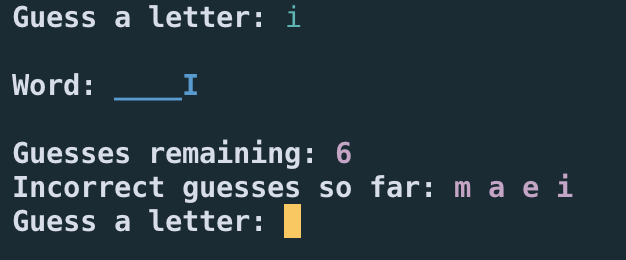 Guess a letter: i
Word: ____I
Guesses remaining: 6
Incorrect guesses so far: m a e i
Guess a letter: